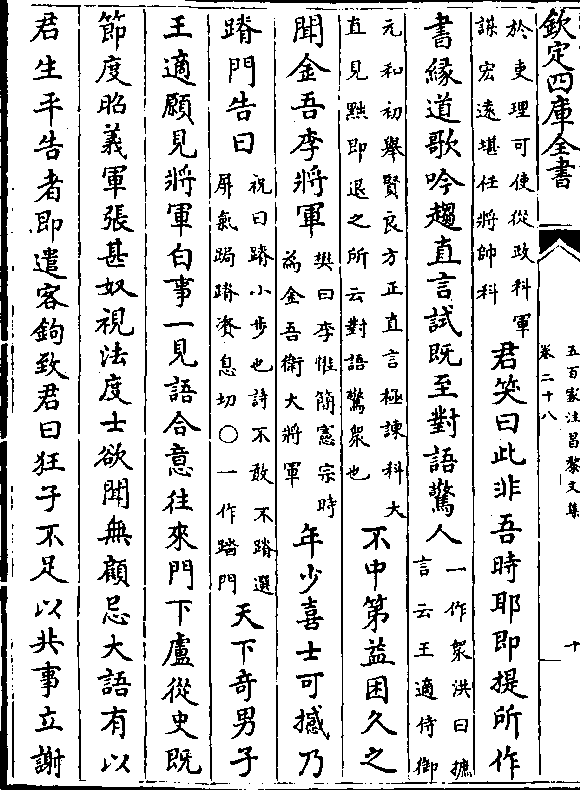 欽定四庫全書
五百家注昌黎文集
卷二十八
十
於吏理可使從政科軍
謀宏遠堪任將帥科
君笑曰此非吾時耶即提所作
書緣道歌吟趨直言試既至對語驚人
一作衆洪曰摭
言云王適侍御
元和初舉賢良方正直言極諫科大
直見黜即退之所云對語驚衆也
不中第益困久之
聞金吾李將軍
樊曰李惟簡憲宗時
為金吾衛大將軍
年少喜士可撼乃
蹐門告曰
祝曰蹐小步也詩不敢不蹐選
屏氣跼蹐資息切〇一作踏門
天下奇男子
王適願見將軍白事一見語合意往來門下盧從史既
節度昭義軍張甚奴視法度士欲聞無顧忌大語有以
君生平告者即遣客鉤致君曰狂子不足以共事立謝